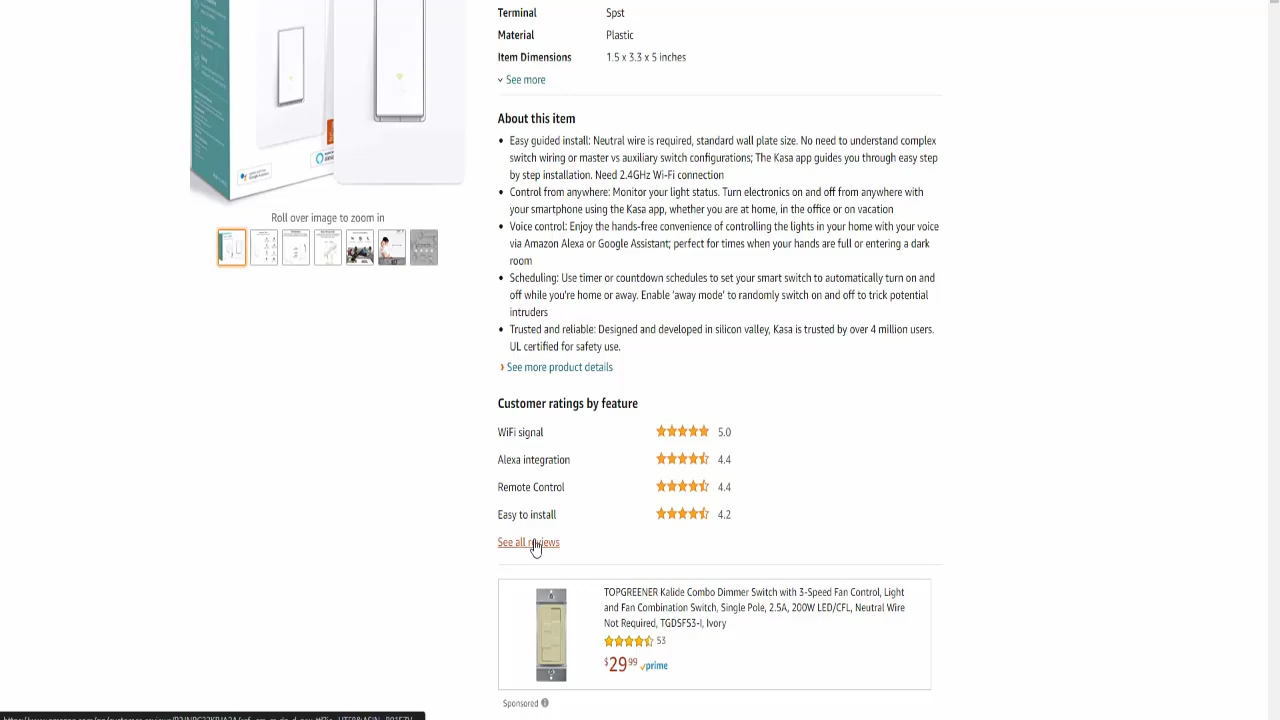 Terminal Spst
Material Plastic
Item Dimensions 1.5 x 3.3 x 5 inches
See more
About this item
• Easy guided install: Neutral wire is required, standard wall plate size. No need to understand complex
switch wiring or master vs auxiliary switch configurations; The Kasa app guides you through easy step
by step installation. Need 2.4GHz Wi-Fi connection
• Control from anywhere: Monitor your light status. Turn electronics on and off from anywhere with
your smartphone using the Kasa app, whether you are at home, in the office or on vacation
• Voice control: Enjoy the hands-free convenience of controlling the lights in your home with your voice
via Amazon Alexa or Google Assistant; perfect for times when your hands are full or entering a dark
room
• Scheduling: Use timer or countdown schedules to set your smart switch to automatically turn on and
off while you're home or away. Enable 'away mode' to randomly switch on and off to trick potential
intruders
• Trusted and reliable: Designed and developed in silicon valley, Kasa is trusted by over 4 million users.
UL certified for safety use.
› See more product details
Roll over image to zoom in
Customer ratings by feature
WiFi signal 5.0
Alexa integration 4.4
Remote Control 4.4
Easy to install 4.2
See all reviews
TOPGREENER Kalide Combo Dimmer Switch with 3-Speed Fan Control, Light
and Fan Combination Switch, Single Pole, 2.5A, 200W LED/CFL, Neutral Wire
Not Required, TGDSFS3-I, Ivory
53
$29.99 prime
Sponsored